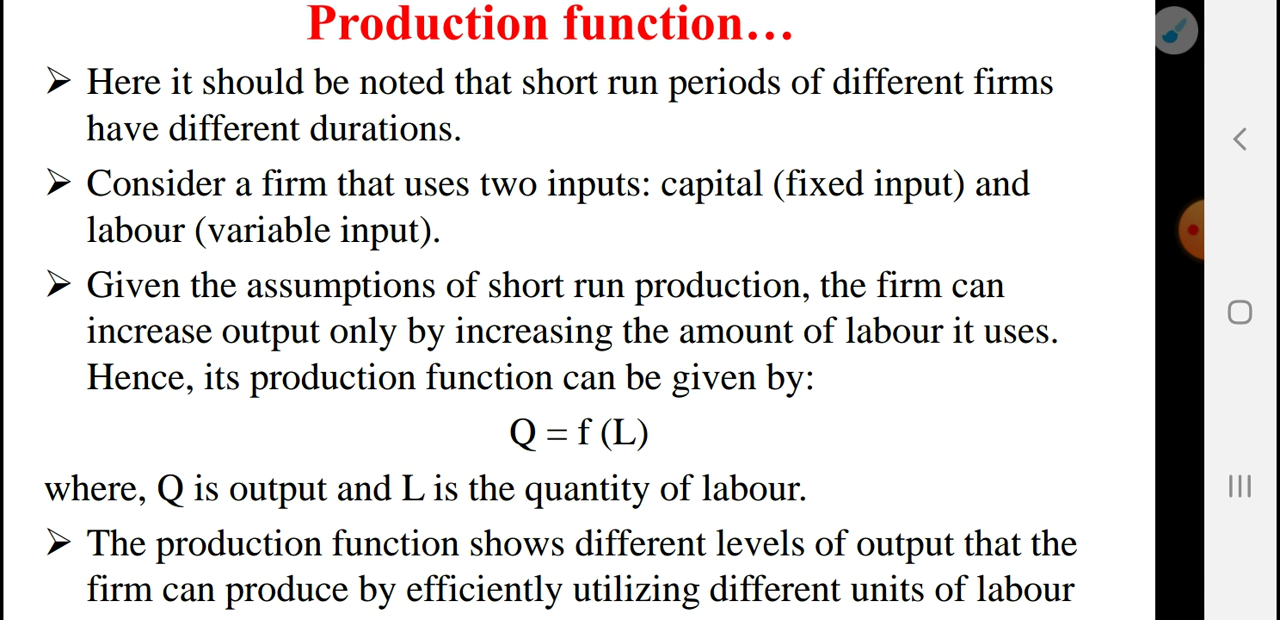 Production function…
➢ Here it should be noted that short run periods of different firms
have different durations.
➢ Consider a firm that uses two inputs: capital (fixed input) and
labour (variable input).
➢ Given the assumptions of short run production, the firm can
increase output only by increasing the amount of labour it uses.
Hence, its production function can be given by:
Q = f (L)
where, Q is output and L is the quantity of labour.
➢ The production function shows different levels of output that the
firm can produce by efficiently utilizing different units of labour